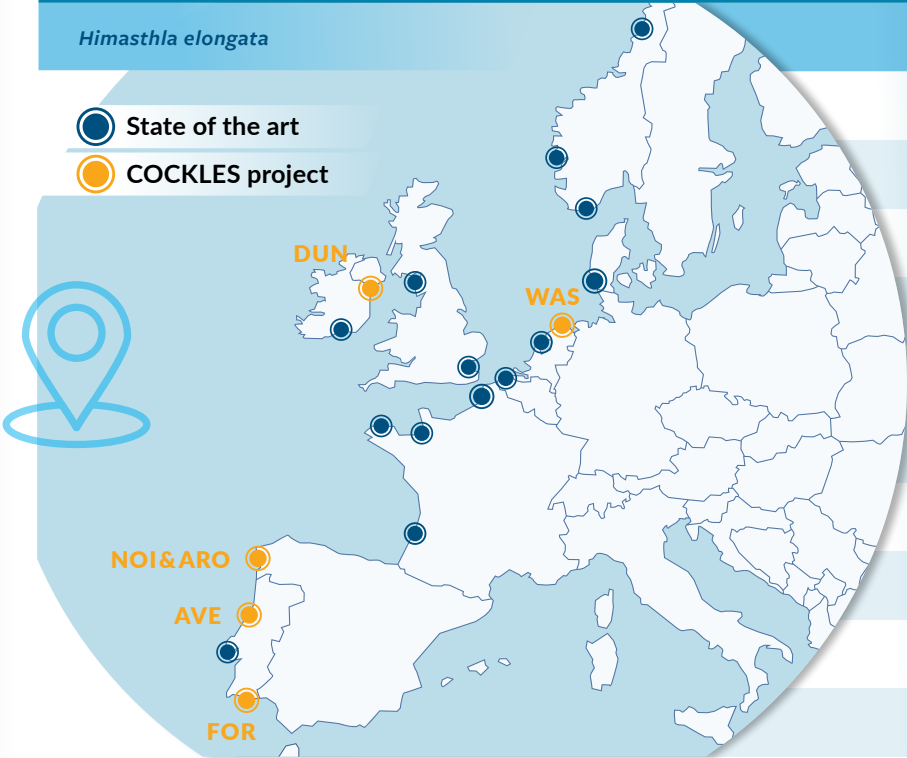 Himasthla elongata
State of the art
COCKLES project
DUN
WAS
NOI&ARO
AVE
FOR